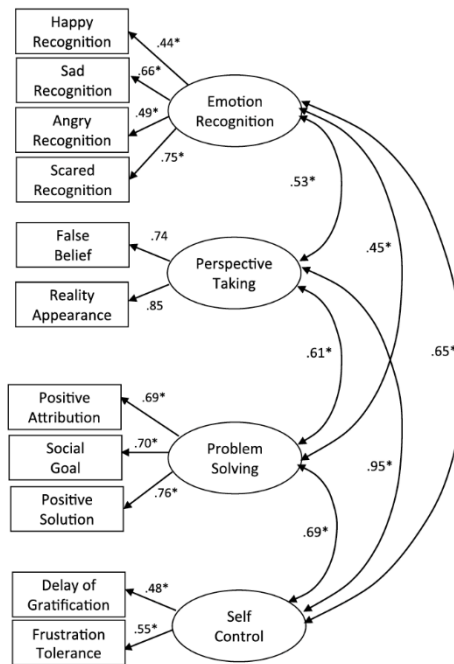 Happy
Recognition
.44*
Sad
Recognition
.66*
Emotion
Recognition
Angry
Recognition
.49*
Scared
Recognition
.75*
.53*
False
Belief
.74
Perspective
Taking
.45*
Reality
Appearance
.85
.65*
.61*
Positive
Attribution
.69*
Social
Goal
.70*
Problem
Solving
Positive
Solution
.76*
.95*
.69*
Delay of
Gratification
.48*
Self
Control
Frustration
Tolerance
.55*